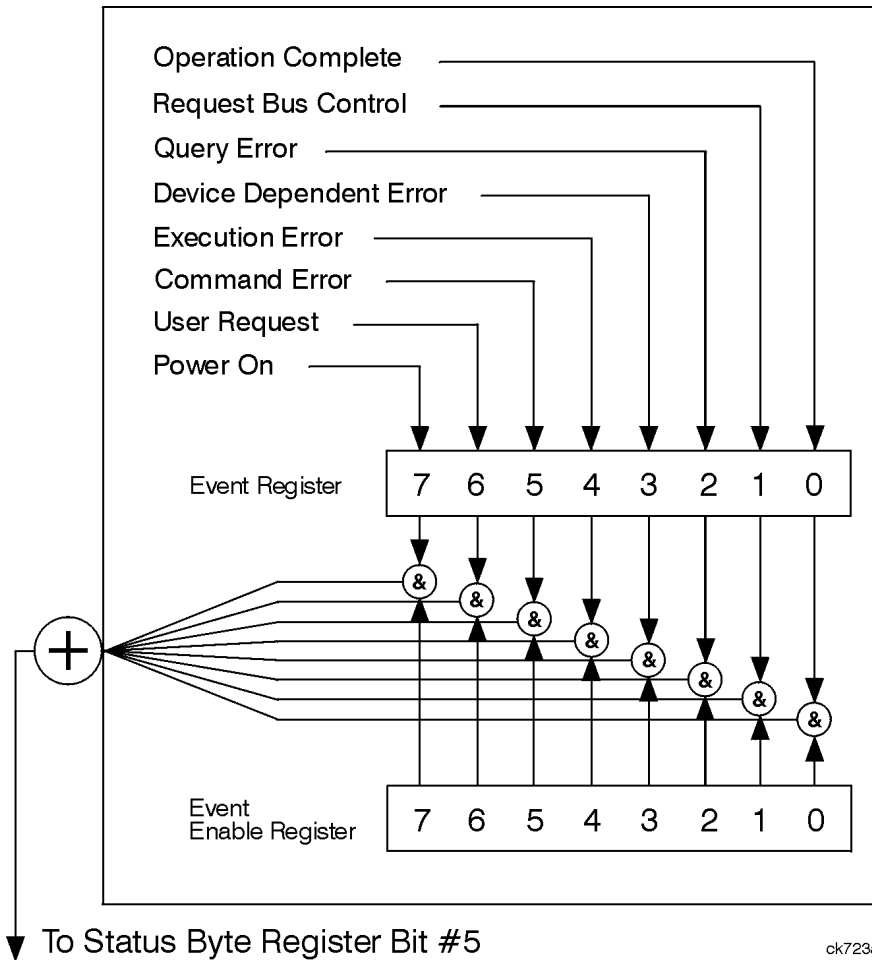 Operation Complete
Request Bus Control
Query Error
Device Dependent Error
Execution Error
Command Error
User Request
Power On
Event Register 7 6 5 4 3 2 1 0
& & & & & & & &
+
Event
Enable Register 7 6 5 4 3 2 1 0
To Status Byte Register Bit #5
ck723a